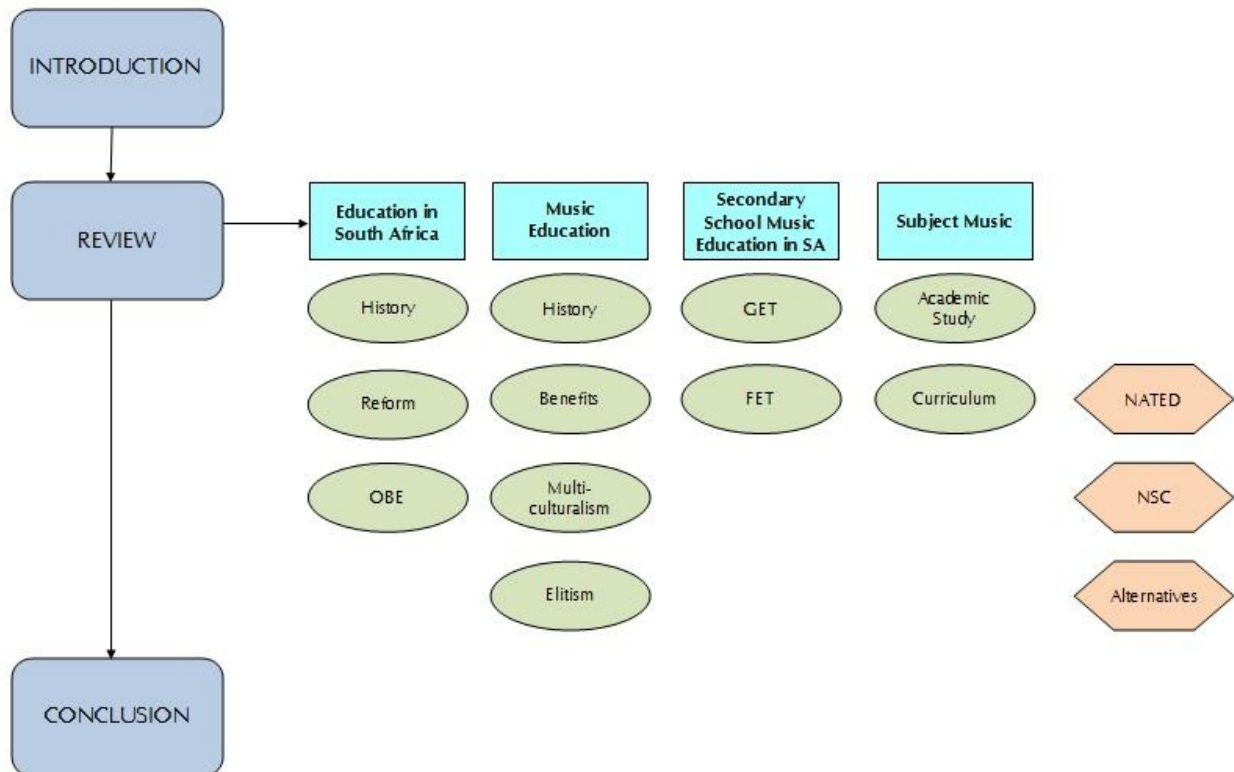 INTRODUCTION
REVIEW
Education in
South Africa
Music
Education
Secondary
School Music
Education in SA
Subject Music
History
History
GET
Academic
Study
Reform
Benefits
FET
Curriculum
NATED
OBE
Multi-
culturalism
NSC
Elitism
Alternatives
CONCLUSION